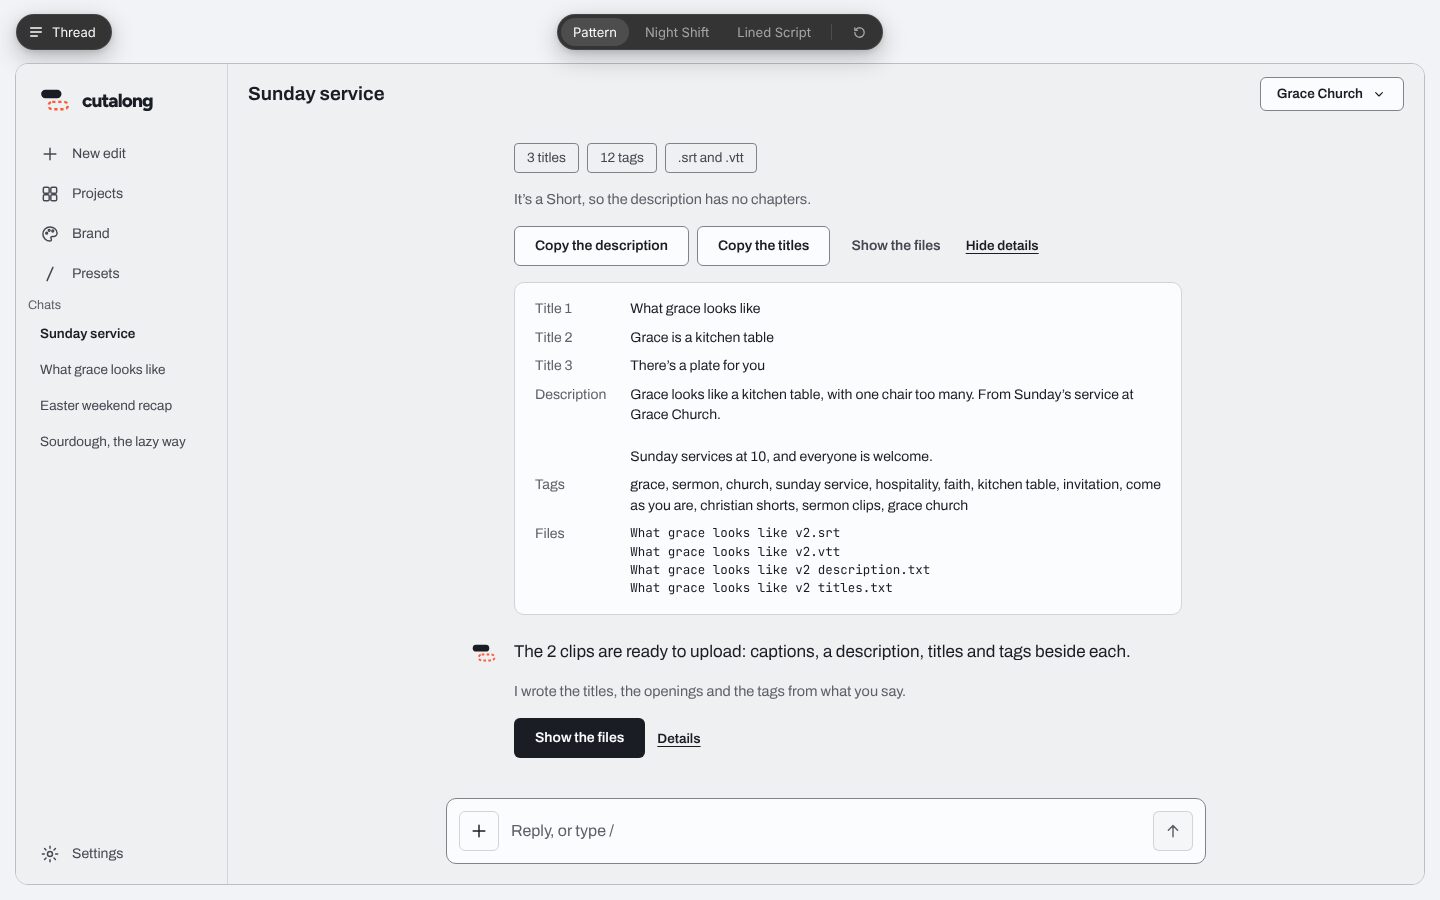 Thread
Pattern
Night Shift
Lined Script
cutalong
New edit
Projects
Brand
Presets
Chats
Sunday service
What grace looks like
Easter weekend recap
Sourdough, the lazy way
Settings
Sunday service
Grace Church
3 titles
12 tags
.srt and .vtt
It’s a Short, so the description has no chapters.
Copy the description
Copy the titles
Show the files
Hide details
Title 1
What grace looks like
Title 2
Grace is a kitchen table
Title 3
There’s a plate for you
Description
Grace looks like a kitchen table, with one chair too many. From Sunday’s service at
Grace Church.
Sunday services at 10, and everyone is welcome.
Tags
grace, sermon, church, sunday service, hospitality, faith, kitchen table, invitation, come
as you are, christian shorts, sermon clips, grace church
Files
What grace looks like v2.srt
What grace looks like v2.vtt
What grace looks like v2 description.txt
What grace looks like v2 titles.txt
The 2 clips are ready to upload: captions, a description, titles and tags beside each.
I wrote the titles, the openings and the tags from what you say.
Show the files
Details
Reply, or type /